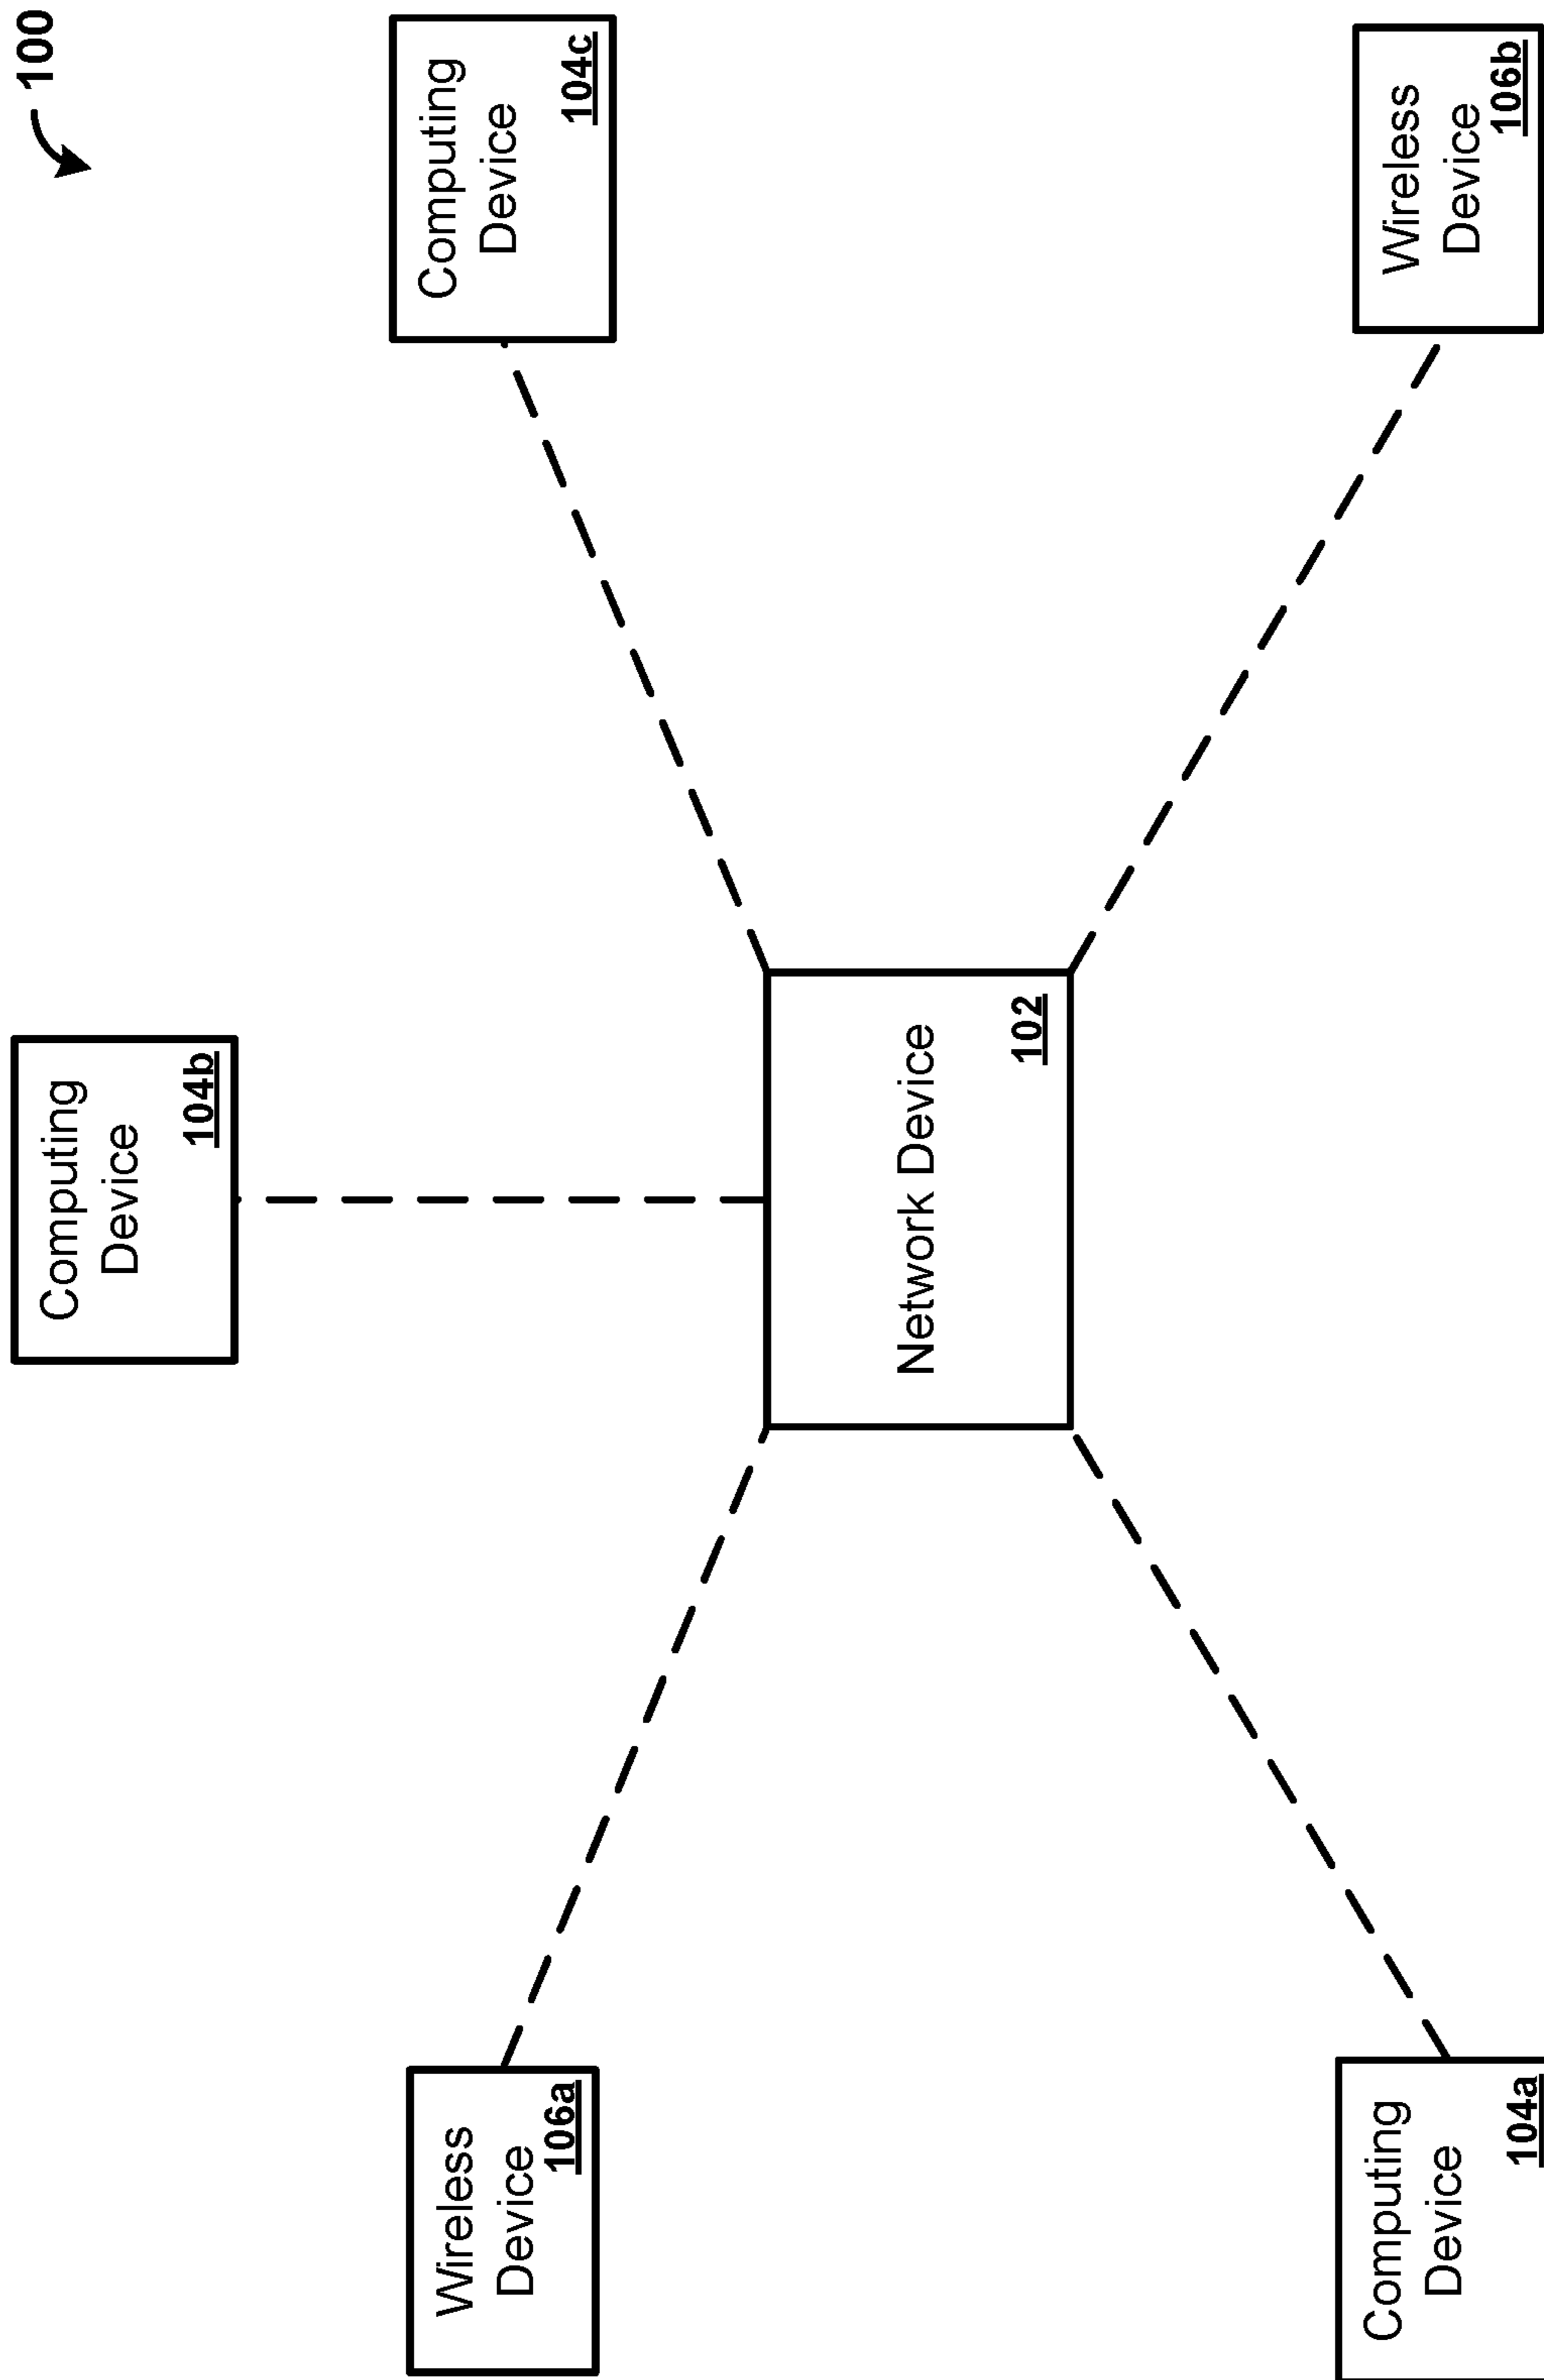 100
Computing
Device
104b
Wireless
Device
106a
Computing
Device
104c
Network Device
102
Computing
Device
104a
Wireless
Device
106b